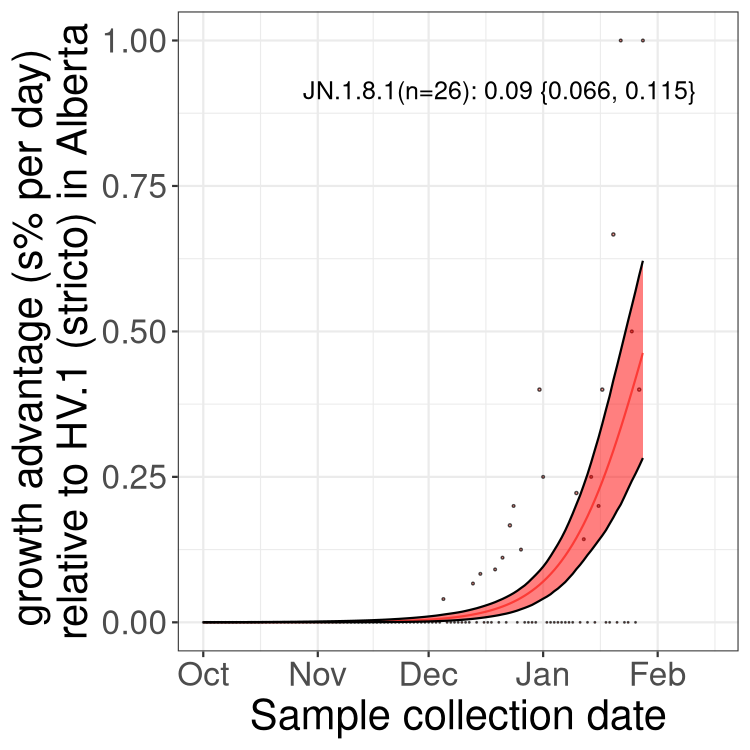 growth advantage (s% per day)
relative to HV.1 (stricto) in Alberta
1.00
0.75
0.50
0.25
0.00
JN.1.8.1(n=26): 0.09 {0.066, 0.115}
Oct Nov Dec Jan Feb
Sample collection date